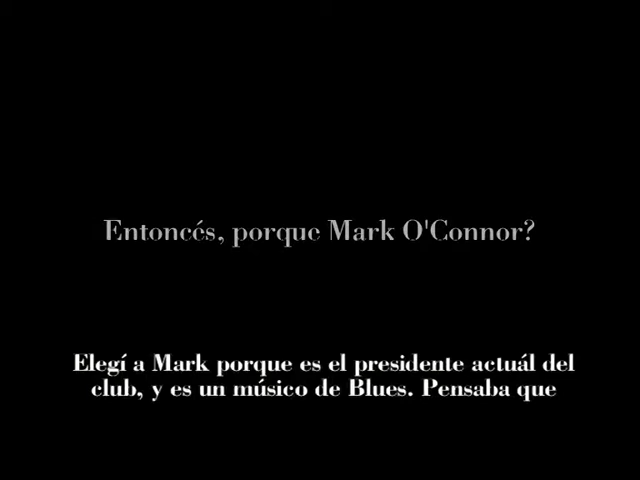 Entoncés, porque Mark O'Connor?
Elegí a Mark porque es el presidente actuál del
club, y es un músico de Blues. Pensaba que